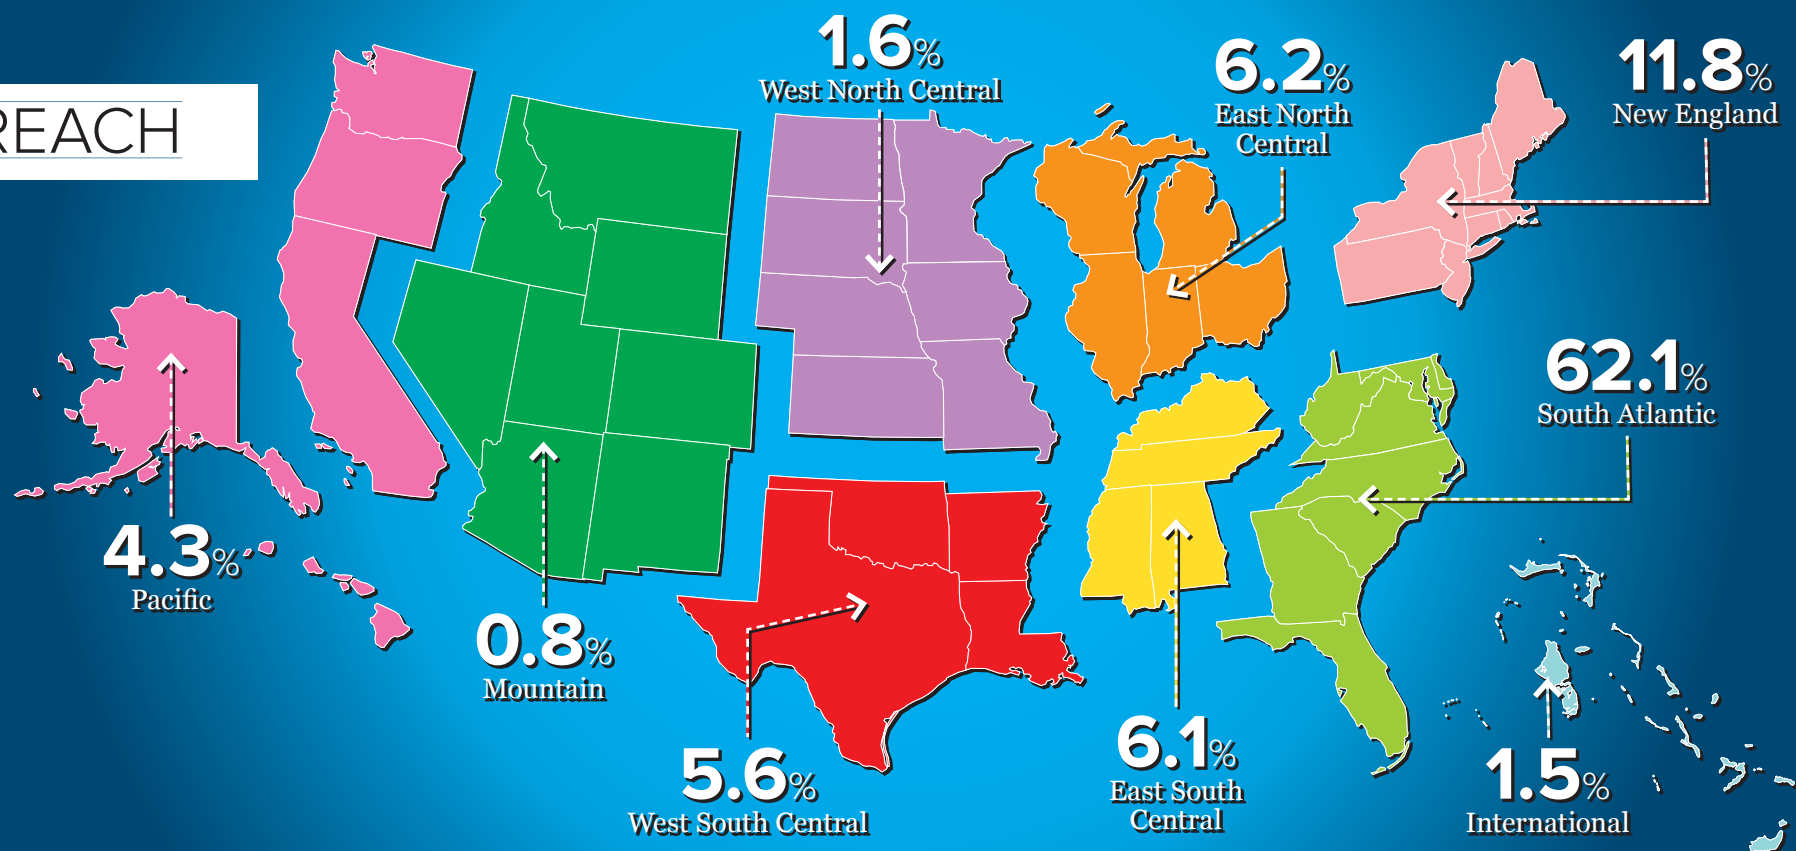 REACH
1.6%
West North Central
6.2%
East North
Central
11.8%
New England
62.1%
South Atlantic
4.3%
Pacific
0.8%
Mountain
5.6%
West South Central
6.1%
East South
Central
1.5%
International